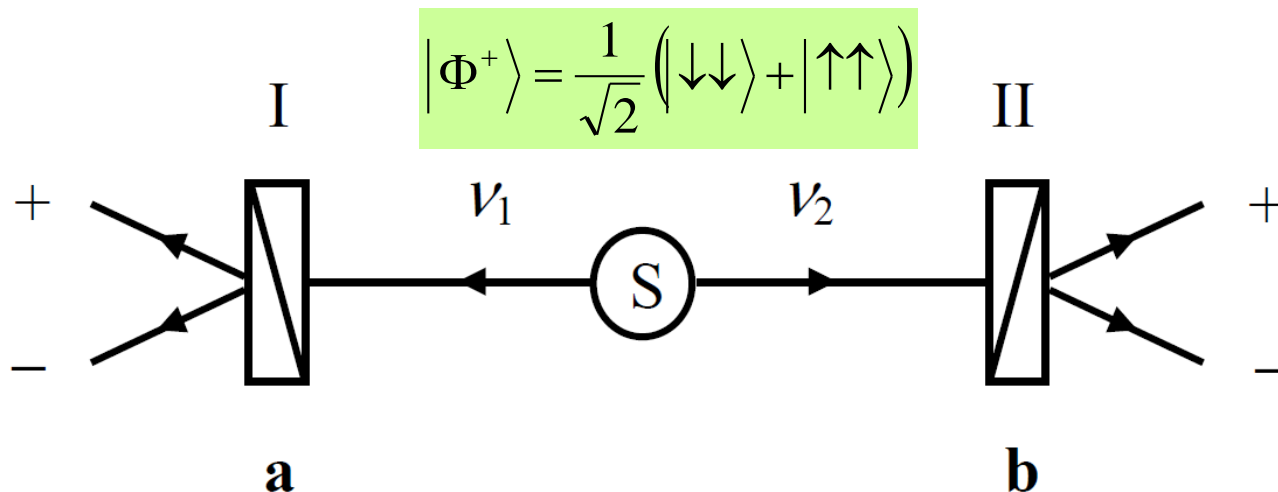 |Φ⁺⟩ = 1/√2 (|↓↓⟩ + |↑↑⟩)
I II
+ ν₁ ν₂ +
S
− −
a b